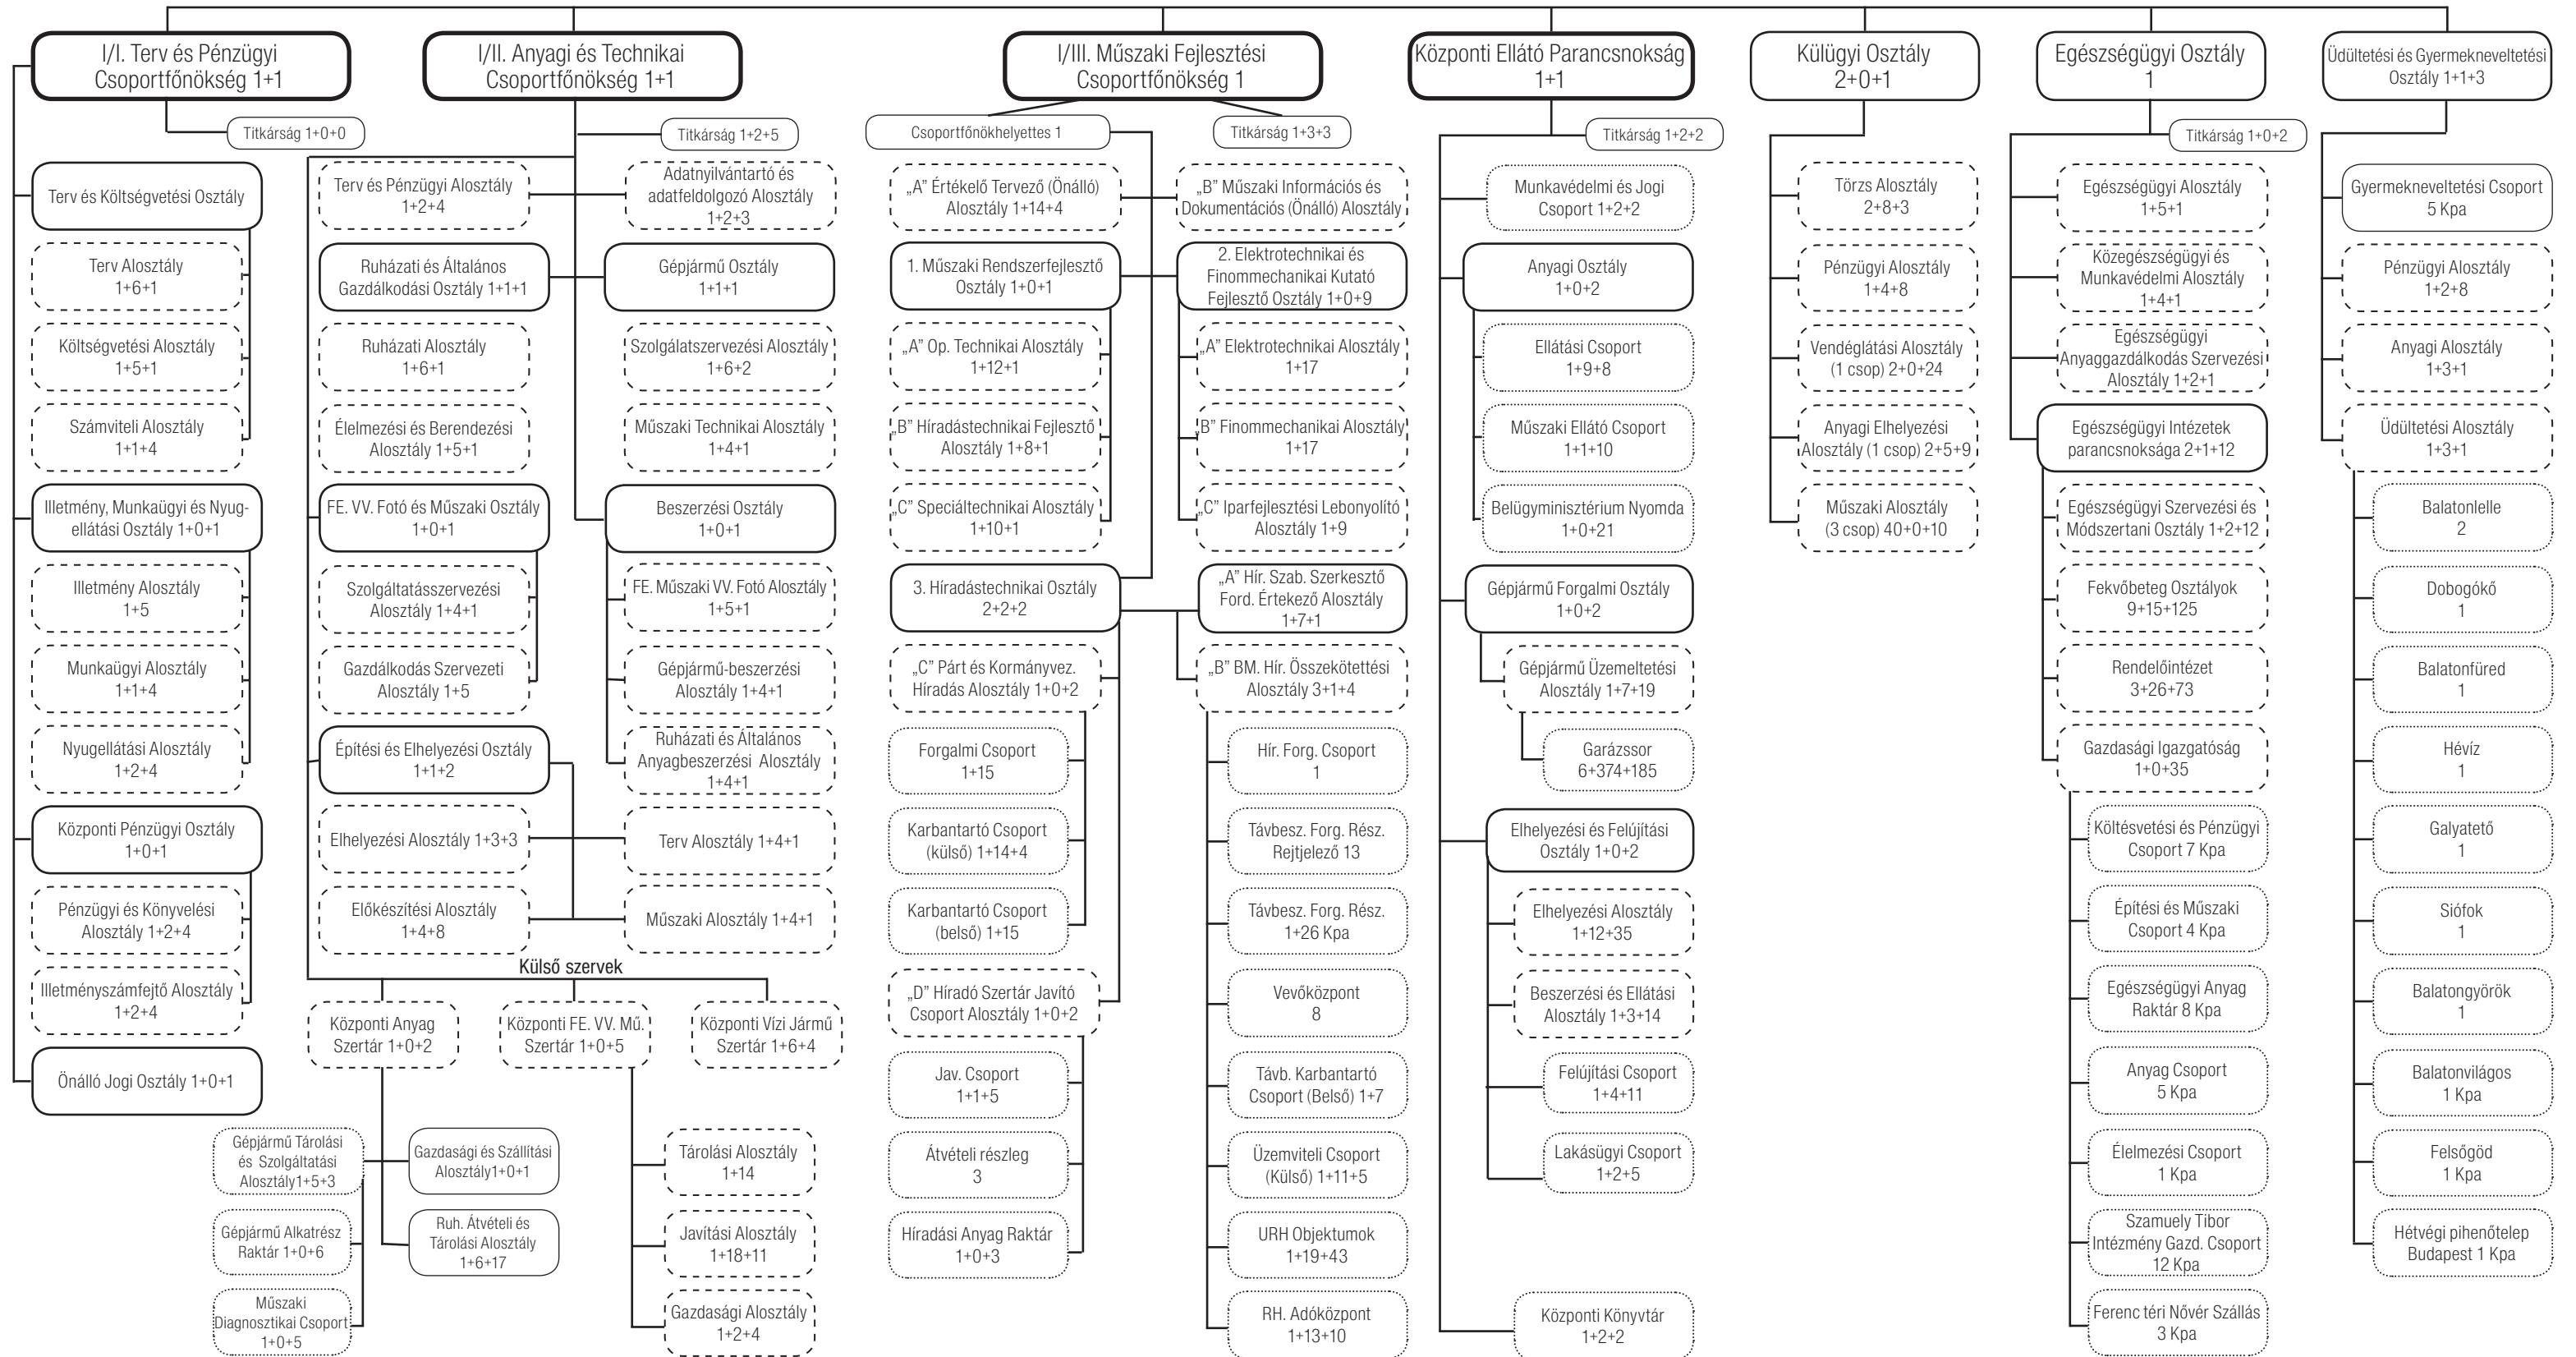 I/I. Terv és Pénzügyi
Csoportfőnökség 1+1
Titkárság 1+0+0
Terv és Költségvetési Osztály
Terv Alosztály
1+6+1
Költségvetési Alosztály
1+5+1
Számviteli Alosztály
1+1+4
Illetmény, Munkaügyi és Nyug-
ellátási Osztály 1+0+1
Illetmény Alosztály
1+5
Munkaügyi Alosztály
1+1+4
Nyugellátási Alosztály
1+2+4
Központi Pénzügyi Osztály
1+0+1
Pénzügyi és Könyvelési
Alosztály 1+2+4
Illetményszámfejtő Alosztály
1+2+4
Önálló Jogi Osztály 1+0+1
I/II. Anyagi és Technikai
Csoportfőnökség 1+1
Titkárság 1+2+5
Terv és Pénzügyi Alosztály
1+2+4
Adatnyilvántartó és
adatfeldolgozó Alosztály
1+2+3
Ruházati és Általános
Gazdálkodási Osztály 1+1+1
Gépjármű Osztály
1+1+1
Ruházati Alosztály
1+6+1
Szolgálatszervezési Alosztály
1+6+2
Élelmezési és Berendezési
Alosztály 1+5+1
Műszaki Technikai Alosztály
1+4+1
FE. VV. Fotó és Műszaki Osztály
1+0+1
Beszerzési Osztály
1+0+1
Szolgáltatásszervezési
Alosztály 1+4+1
FE. Műszaki VV. Fotó Alosztály
1+5+1
Gazdálkodás Szervezeti
Alosztály 1+5
Gépjármű-beszerzési
Alosztály 1+4+1
Építési és Elhelyezési Osztály
1+1+2
Ruházati és Általános
Anyagbeszerzési Alosztály
1+4+1
Elhelyezési Alosztály 1+3+3
Terv Alosztály 1+4+1
Előkészítési Alosztály
1+4+8
Műszaki Alosztály 1+4+1
Külső szervek
Központi Anyag
Szertár 1+0+2
Központi FE. VV. Mű.
Szertár 1+0+5
Központi Vízi Jármű
Szertár 1+6+4
Gépjármű Tárolási
és Szolgáltatási
Alosztály1+5+3
Gazdasági és Szállítási
Alosztály1+0+1
Gépjármű Alkatrész
Raktár 1+0+6
Ruh. Átvételi és
Tárolási Alosztály
1+6+17
Műszaki
Diagnosztikai Csoport
1+0+5
Tárolási Alosztály
1+14
Javítási Alosztály
1+18+11
Gazdasági Alosztály
1+2+4
I/III. Műszaki Fejlesztési
Csoportfőnökség 1
Csoportfőnökhelyettes 1
Titkárság 1+3+3
„A” Értékelő Tervező (Önálló)
Alosztály 1+14+4
„B” Műszaki Információs és
Dokumentációs (Önálló) Alosztály
1. Műszaki Rendszerfejlesztő
Osztály 1+0+1
2. Elektrotechnikai és
Finommechanikai Kutató
Fejlesztő Osztály 1+0+9
„A” Op. Technikai Alosztály
1+12+1
„A” Elektrotechnikai Alosztály
1+17
„B” Híradástechnikai Fejlesztő
Alosztály 1+8+1
„B” Finommechanikai Alosztály
1+17
„C” Speciáltechnikai Alosztály
1+10+1
„C” Iparfejlesztési Lebonyolító
Alosztály 1+9
3. Híradástechnikai Osztály
2+2+2
„A” Hír. Szab. Szerkesztő
Ford. Értekező Alosztály
1+7+1
„C” Párt és Kormányvez.
Híradás Alosztály 1+0+2
„B” BM. Hír. Összekötettési
Alosztály 3+1+4
Forgalmi Csoport
1+15
Karbantartó Csoport
(külső) 1+14+4
Karbantartó Csoport
(belső) 1+15
„D” Híradó Szertár Javító
Csoport Alosztály 1+0+2
Jav. Csoport
1+1+5
Átvételi részleg
3
Híradási Anyag Raktár
1+0+3
Hír. Forg. Csoport
1
Távbesz. Forg. Rész.
Rejtjelező 13
Távbesz. Forg. Rész.
1+26 Kpa
Vevőközpont
8
Távb. Karbantartó
Csoport (Belső) 1+7
Üzemviteli Csoport
(Külső) 1+11+5
URH Objektumok
1+19+43
RH. Adóközpont
1+13+10
Központi Ellátó Parancsnokság
1+1
Titkárság 1+2+2
Munkavédelmi és Jogi
Csoport 1+2+2
Anyagi Osztály
1+0+2
Ellátási Csoport
1+9+8
Műszaki Ellátó Csoport
1+1+10
Belügyminisztérium Nyomda
1+0+21
Gépjármű Forgalmi Osztály
1+0+2
Gépjármű Üzemeltetési
Alosztály 1+7+19
Garázssor
6+374+185
Elhelyezési és Felújítási
Osztály 1+0+2
Elhelyezési Alosztály
1+12+35
Beszerzési és Ellátási
Alosztály 1+3+14
Felújítási Csoport
1+4+11
Lakásügyi Csoport
1+2+5
Központi Könyvtár
1+2+2
Külügyi Osztály
2+0+1
Törzs Alosztály
2+8+3
Pénzügyi Alosztály
1+4+8
Vendéglátási Alosztály
(1 csop) 2+0+24
Anyagi Elhelyezési
Alosztály (1 csop) 2+5+9
Műszaki Alosztály
(3 csop) 40+0+10
Egészségügyi Osztály
1
Titkárság 1+0+2
Egészségügyi Alosztály
1+5+1
Közegészségügyi és
Munkavédelmi Alosztály
1+4+1
Egészségügyi
Anyaggazdálkodás Szervezési
Alosztály 1+2+1
Egészségügyi Intézetek
parancsnoksága 2+1+12
Egészségügyi Szervezési és
Módszertani Osztály 1+2+12
Fekvőbeteg Osztályok
9+15+125
Rendelőintézet
3+26+73
Gazdasági Igazgatóság
1+0+35
Költésvetési és Pénzügyi
Csoport 7 Kpa
Építési és Műszaki
Csoport 4 Kpa
Egészségügyi Anyag
Raktár 8 Kpa
Anyag Csoport
5 Kpa
Élelmezési Csoport
1 Kpa
Szamuely Tibor
Intézmény Gazd. Csoport
12 Kpa
Ferenc téri Nővér Szállás
3 Kpa
Üdültetési és Gyermekneveltetési
Osztály 1+1+3
Gyermekneveltetési Csoport
5 Kpa
Pénzügyi Alosztály
1+2+8
Anyagi Alosztály
1+3+1
Üdültetési Alosztály
1+3+1
Balatonlelle
2
Dobogókő
1
Balatonfüred
1
Hévíz
1
Galyatető
1
Siófok
1
Balatongyörök
1
Balatonvilágos
1 Kpa
Felsőgöd
1 Kpa
Hétvégi pihenőtelep
Budapest 1 Kpa